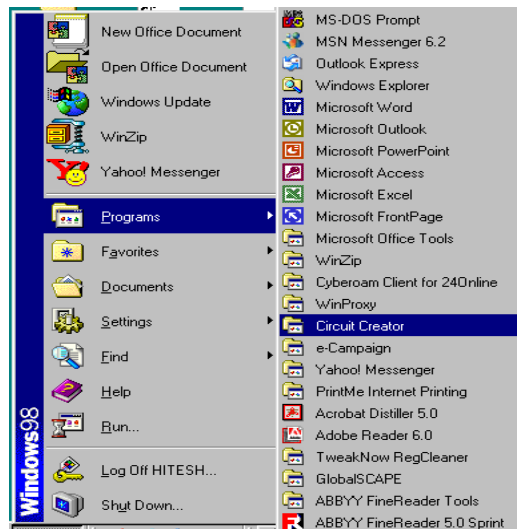 New Office Document
Open Office Document
Windows Update
WinZip
Yahoo! Messenger
Programs
Favorites
Documents
Settings
Find
Help
Run...
Log Off HITESH...
Shut Down...
Windows98
MS-DOS Prompt
MSN Messenger 6.2
Outlook Express
Windows Explorer
Microsoft Word
Microsoft Outlook
Microsoft PowerPoint
Microsoft Access
Microsoft Excel
Microsoft FrontPage
Microsoft Office Tools
WinZip
Cyberoam Client for 24Online
WinProxy
Circuit Creator
e-Campaign
Yahoo! Messenger
PrintMe Internet Printing
Acrobat Distiller 5.0
Adobe Reader 6.0
TweakNow RegCleaner
GlobalSCAPE
ABBYY FineReader Tools
ABBYY FineReader 5.0 Sprint